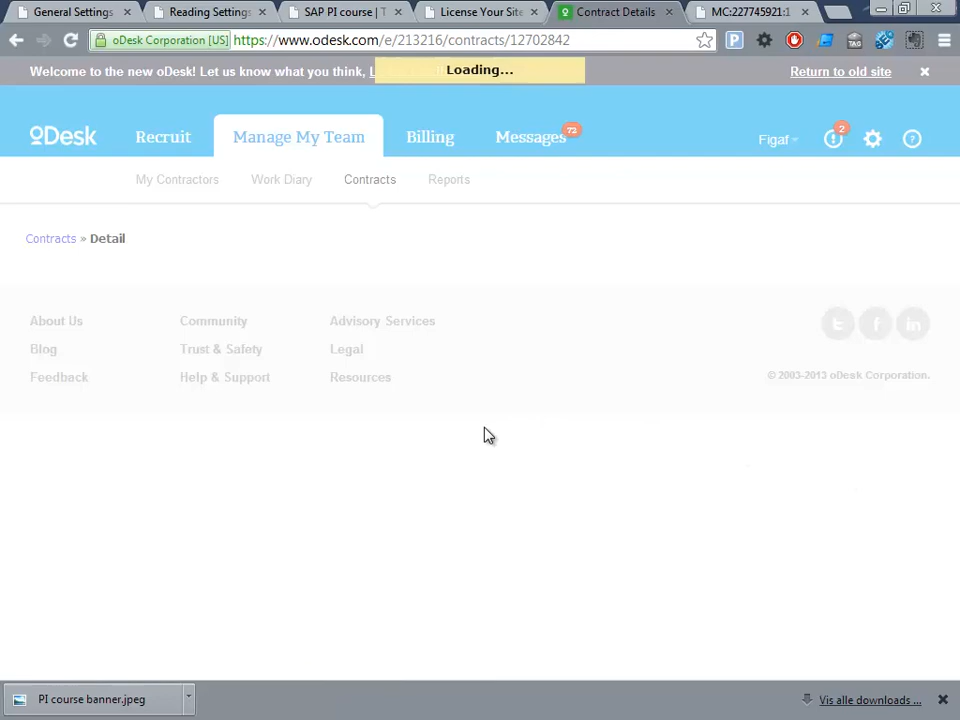 General Settings
Reading Settings
SAP PI course | T
License Your Site
Contract Details
MC:227745921:1
oDesk Corporation [US]
https://www.odesk.com/e/213216/contracts/12702842
TAG
Welcome to the new oDesk! Let us know what you think,
Loading...
Return to old site
oDesk
Recruit
Manage My Team
Billing
Messages
72
Figaf
2
My Contractors
Work Diary
Contracts
Reports
Contracts » Detail
About Us
Community
Advisory Services
Blog
Trust & Safety
Legal
Feedback
Help & Support
Resources
© 2003-2013 oDesk Corporation.
PI course banner.jpeg
Vis alle downloads ...